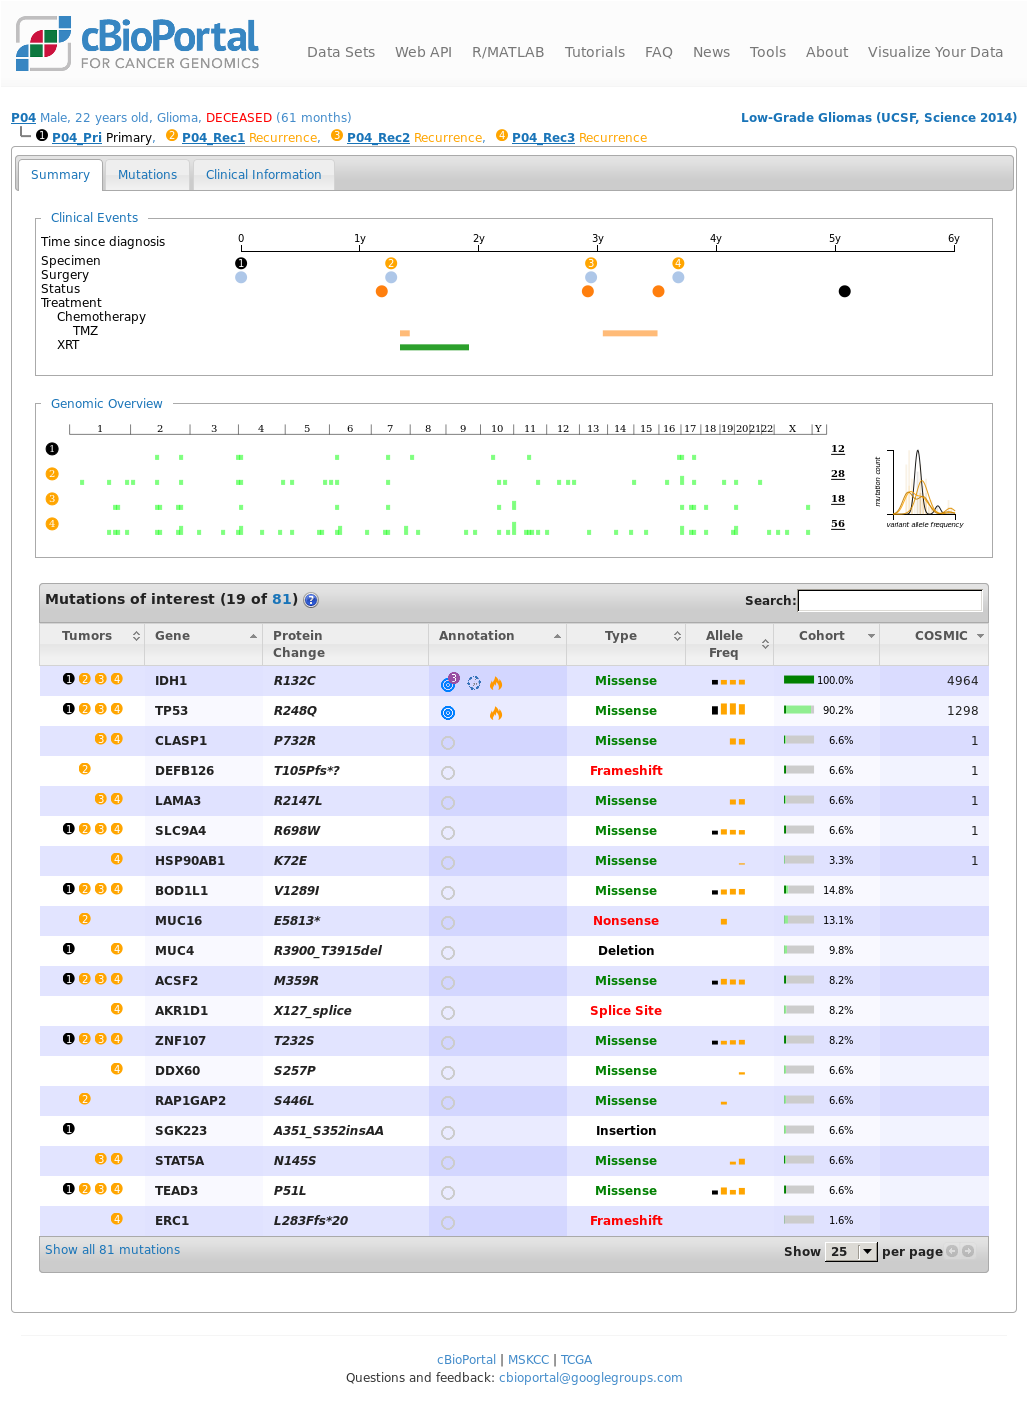 cBioPortal
FOR CANCER GENOMICS
Data Sets Web API R/MATLAB Tutorials FAQ News Tools About Visualize Your Data
P04 Male, 22 years old, Glioma, DECEASED (61 months) Low-Grade Gliomas (UCSF, Science 2014)
1 P04_Pri Primary, 2 P04_Rec1 Recurrence, 3 P04_Rec2 Recurrence, 4 P04_Rec3 Recurrence
Summary Mutations Clinical Information
Clinical Events
Time since diagnosis 0 1y 2y 3y 4y 5y 6y
Specimen 1 2 3 4
Surgery
Status
Treatment
Chemotherapy
TMZ
XRT
Genomic Overview
1 2 3 4 5 6 7 8 9 10 11 12 13 14 15 16 17 18 19 20 21 22 X Y
1 12
2 28
3 18
4 56
mutation count
variant allele frequency
Mutations of interest (19 of 81) ? Search:
Tumors Gene Protein Change Annotation Type Allele Freq Cohort COSMIC
1 2 3 4 IDH1 R132C 3 Missense 100.0% 4964
1 2 3 4 TP53 R248Q Missense 90.2% 1298
3 4 CLASP1 P732R Missense 6.6% 1
2 DEFB126 T105Pfs*? Frameshift 6.6% 1
3 4 LAMA3 R2147L Missense 6.6% 1
1 2 3 4 SLC9A4 R698W Missense 6.6% 1
4 HSP90AB1 K72E Missense 3.3% 1
1 2 3 4 BOD1L1 V1289I Missense 14.8%
2 MUC16 E5813* Nonsense 13.1%
1 4 MUC4 R3900_T3915del Deletion 9.8%
1 2 3 4 ACSF2 M359R Missense 8.2%
4 AKR1D1 X127_splice Splice Site 8.2%
1 2 3 4 ZNF107 T232S Missense 8.2%
4 DDX60 S257P Missense 6.6%
2 RAP1GAP2 S446L Missense 6.6%
1 SGK223 A351_S352insAA Insertion 6.6%
3 4 STAT5A N145S Missense 6.6%
1 2 3 4 TEAD3 P51L Missense 6.6%
4 ERC1 L283Ffs*20 Frameshift 1.6%
Show all 81 mutations Show 25 per page
cBioPortal | MSKCC | TCGA
Questions and feedback: cbioportal@googlegroups.com